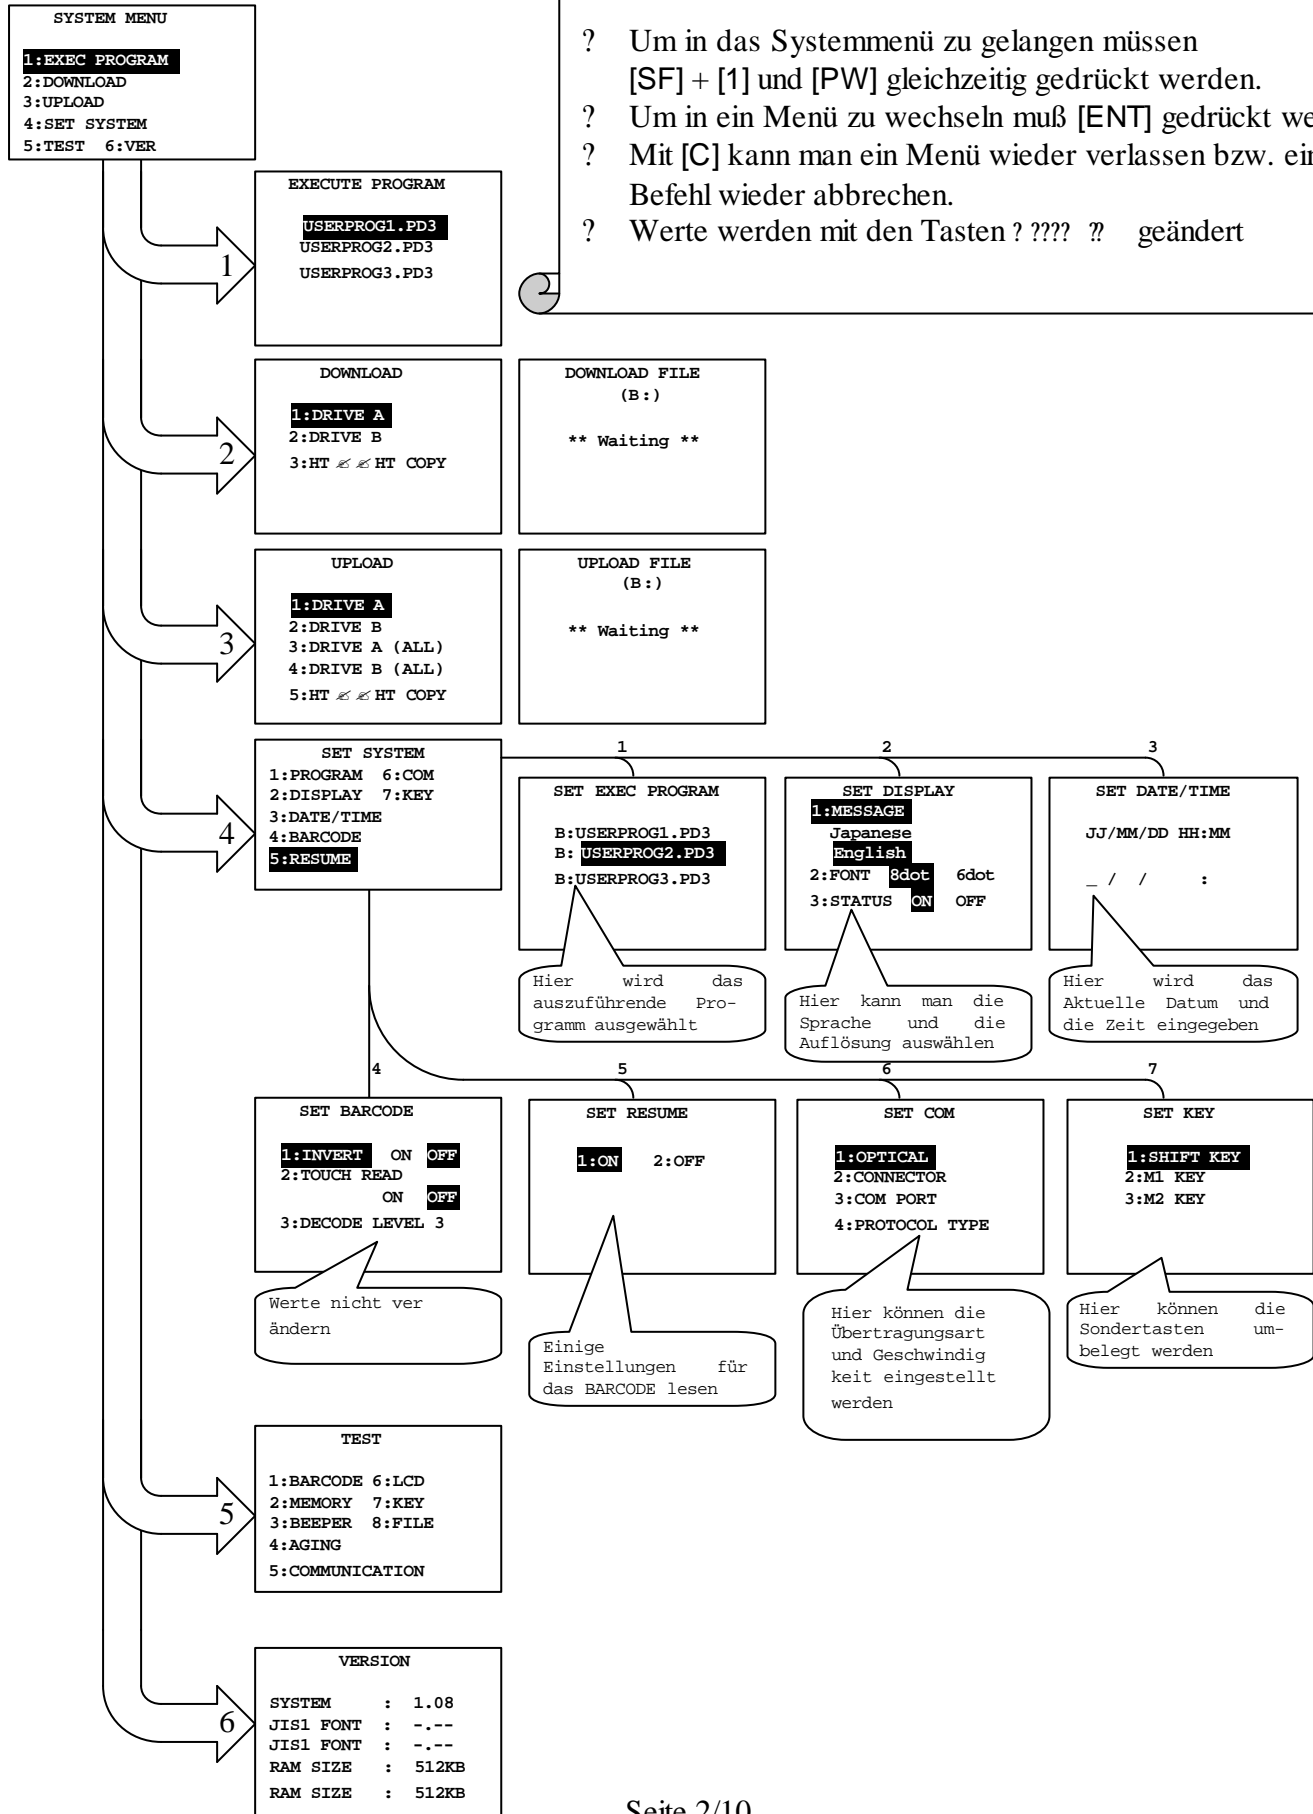 SYSTEM MENU
1:EXEC PROGRAM
2:DOWNLOAD
3:UPLOAD
4:SET SYSTEM
5:TEST 6:VER
? Um in das Systemmenü zu gelangen müssen
[SF] + [1] und [PW] gleichzeitig gedrückt werden.
? Um in ein Menü zu wechseln muß [ENT] gedrückt we
? Mit [C] kann man ein Menü wieder verlassen bzw. ein
Befehl wieder abbrechen.
? Werte werden mit den Tasten ? ???? ?? geändert
1
EXECUTE PROGRAM
USERPROG1.PD3
USERPROG2.PD3
USERPROG3.PD3
2
DOWNLOAD
1:DRIVE A
2:DRIVE B
3:HT ✍ ✍ HT COPY
DOWNLOAD FILE
(B:)
** Waiting **
3
UPLOAD
1:DRIVE A
2:DRIVE B
3:DRIVE A (ALL)
4:DRIVE B (ALL)
5:HT ✍ ✍ HT COPY
UPLOAD FILE
(B:)
** Waiting **
4
SET SYSTEM
1:PROGRAM 6:COM
2:DISPLAY 7:KEY
3:DATE/TIME
4:BARCODE
5:RESUME
1
SET EXEC PROGRAM
B:USERPROG1.PD3
B: USERPROG2.PD3
B:USERPROG3.PD3
Hier wird das
auszuführende Pro-
gramm ausgewählt
2
SET DISPLAY
1:MESSAGE
Japanese
English
2:FONT 8dot 6dot
3:STATUS ON OFF
Hier kann man die
Sprache und die
Auflösung auswählen
3
SET DATE/TIME
JJ/MM/DD HH:MM
_ / / :
Hier wird das
Aktuelle Datum und
die Zeit eingegeben
4
SET BARCODE
1:INVERT ON OFF
2:TOUCH READ
ON OFF
3:DECODE LEVEL 3
Werte nicht ver
ändern
5
SET RESUME
1:ON 2:OFF
Einige
Einstellungen für
das BARCODE lesen
6
SET COM
1:OPTICAL
2:CONNECTOR
3:COM PORT
4:PROTOCOL TYPE
Hier können die
Übertragungsart
und Geschwindig
keit eingestellt
werden
7
SET KEY
1:SHIFT KEY
2:M1 KEY
3:M2 KEY
Hier können die
Sondertasten um-
belegt werden
5
TEST
1:BARCODE 6:LCD
2:MEMORY 7:KEY
3:BEEPER 8:FILE
4:AGING
5:COMMUNICATION
6
VERSION
SYSTEM : 1.08
JIS1 FONT : -.--
JIS1 FONT : -.--
RAM SIZE : 512KB
RAM SIZE : 512KB
Seite 2/10